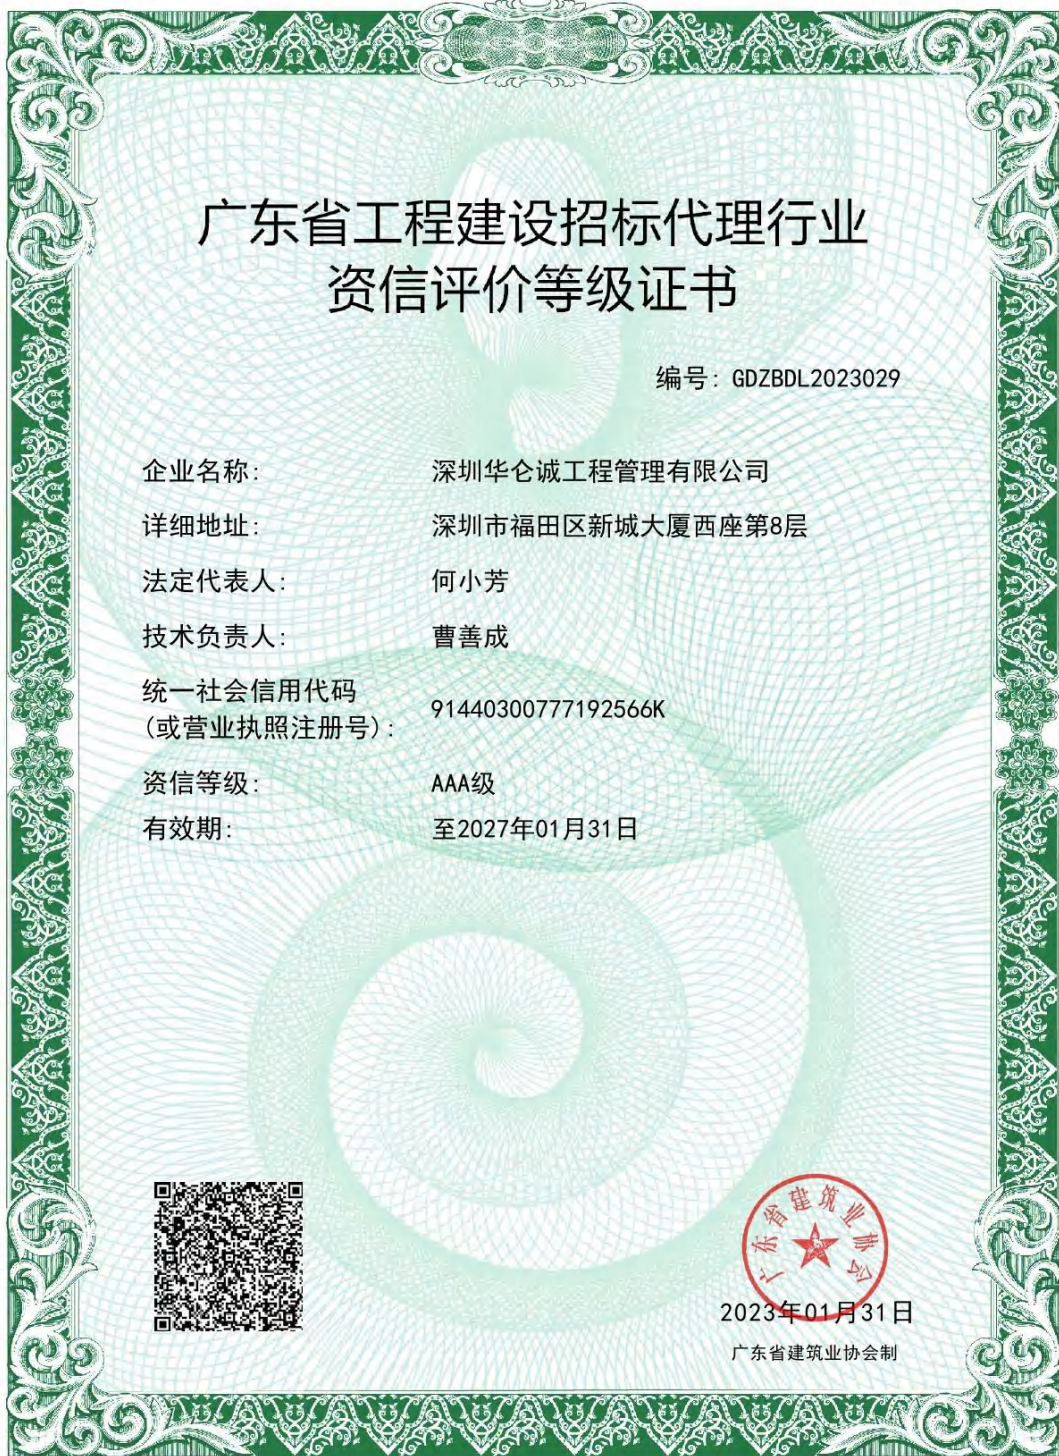 广东省工程建设招标代理行业
资信评价等级证书
编号：GDZBDL2023029
企业名称： 深圳华仑诚工程管理有限公司
详细地址： 深圳市福田区新城大厦西座第8层
法定代表人： 何小芳
技术负责人： 曹善成
统一社会信用代码
(或营业执照注册号)： 91440300777192566K
资信等级： AAA级
有效期： 至2027年01月31日
广东省建筑业协会
2023年01月31日
广东省建筑业协会制